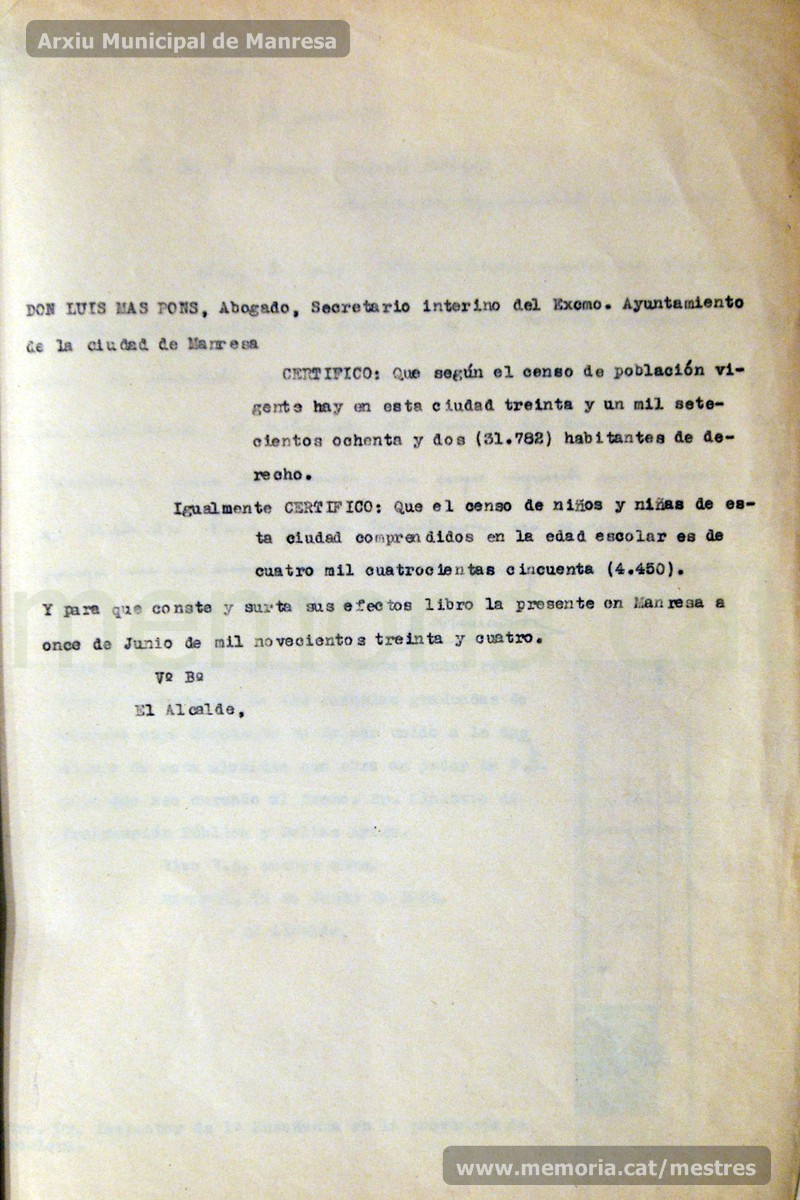 Arxiu Municipal de Manresa
DON LUIS MAS PONS, Abogado, Secretario interino del Excmo. Ayuntamiento
de la ciudad de Manresa
CERTIFICO: Que según el censo de población vi-
gente hay en esta ciudad treinta y un mil sete-
cientos ochenta y dos (31.782) habitantes de de-
recho.
Igualmente CERTIFICO: Que el censo de niños y niñas de es-
ta ciudad comprendidos en la edad escolar es de
cuatro mil cuatrocientas cincuenta (4.450).
Y para que conste y surta sus efectos libro la presente en Manresa a
once de Junio de mil novecientos treinta y cuatro.
Vº Bº
El Alcalde,
www.memoria.cat/mestres